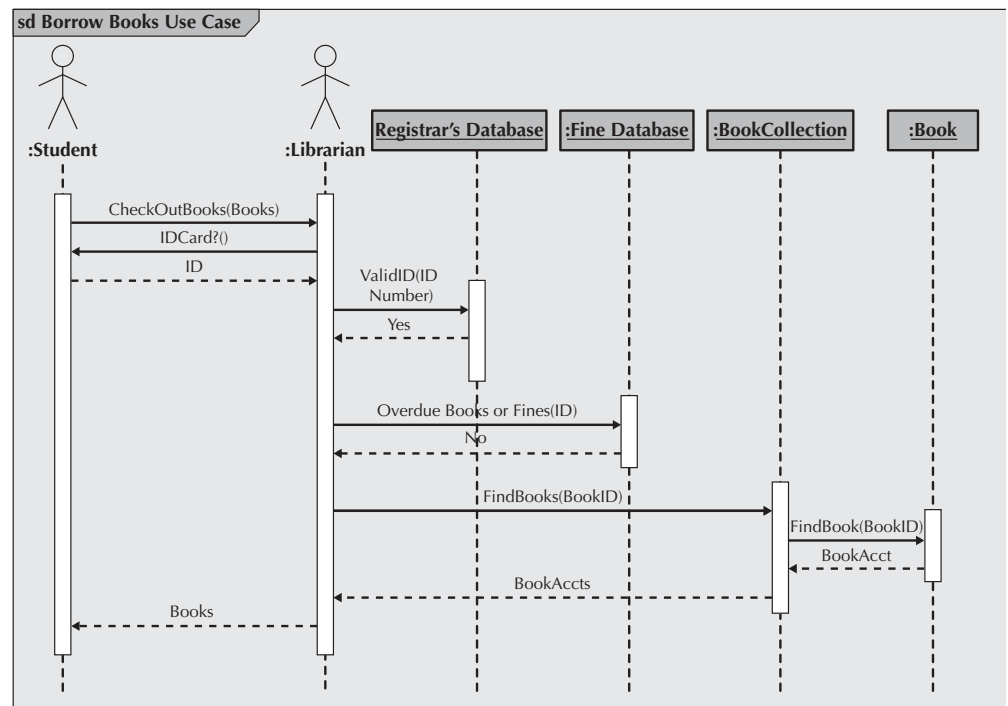 sd Borrow Books Use Case
:Student
:Librarian
Registrar's Database
:Fine Database
:BookCollection
:Book
CheckOutBooks(Books)
IDCard?()
ID
ValidID(ID
Number)
Yes
Overdue Books or Fines(ID)
No
FindBooks(BookID)
FindBook(BookID)
BookAcct
BookAccts
Books